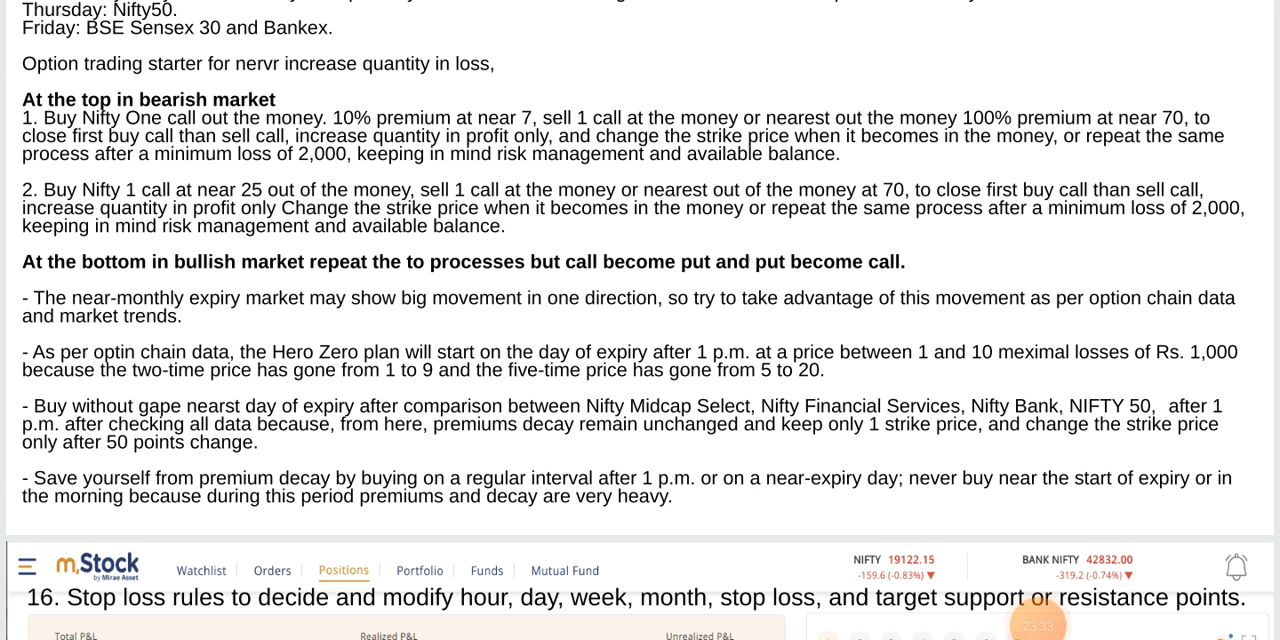 Thursday: Nifty50.
Friday: BSE Sensex 30 and Bankex.
Option trading starter for nervr increase quantity in loss,
At the top in bearish market
1. Buy Nifty One call out the money. 10% premium at near 7, sell 1 call at the money or nearest out the money 100% premium at near 70, to
close first buy call than sell call, increase quantity in profit only, and change the strike price when it becomes in the money, or repeat the same
process after a minimum loss of 2,000, keeping in mind risk management and available balance.
2. Buy Nifty 1 call at near 25 out of the money, sell 1 call at the money or nearest out of the money at 70, to close first buy call than sell call,
increase quantity in profit only Change the strike price when it becomes in the money or repeat the same process after a minimum loss of 2,000,
keeping in mind risk management and available balance.
At the bottom in bullish market repeat the to processes but call become put and put become call.
- The near-monthly expiry market may show big movement in one direction, so try to take advantage of this movement as per option chain data
and market trends.
- As per optin chain data, the Hero Zero plan will start on the day of expiry after 1 p.m. at a price between 1 and 10 meximal losses of Rs. 1,000
because the two-time price has gone from 1 to 9 and the five-time price has gone from 5 to 20.
- Buy without gape nearst day of expiry after comparison between Nifty Midcap Select, Nifty Financial Services, Nifty Bank, NIFTY 50, after 1
p.m. after checking all data because, from here, premiums decay remain unchanged and keep only 1 strike price, and change the strike price
only after 50 points change.
- Save yourself from premium decay by buying on a regular interval after 1 p.m. or on a near-expiry day; never buy near the start of expiry or in
the morning because during this period premiums and decay are very heavy.
m.Stock by Mirae Asset Watchlist Orders Positions Portfolio Funds Mutual Fund NIFTY 19122.15 BANK NIFTY 42832.00
-159.6 (-0.83%) ▼ -319.2 (-0.74%) ▼
16. Stop loss rules to decide and modify hour, day, week, month, stop loss, and target support or resistance points.
23:33
Total P&L Realized P&L Unrealized P&L